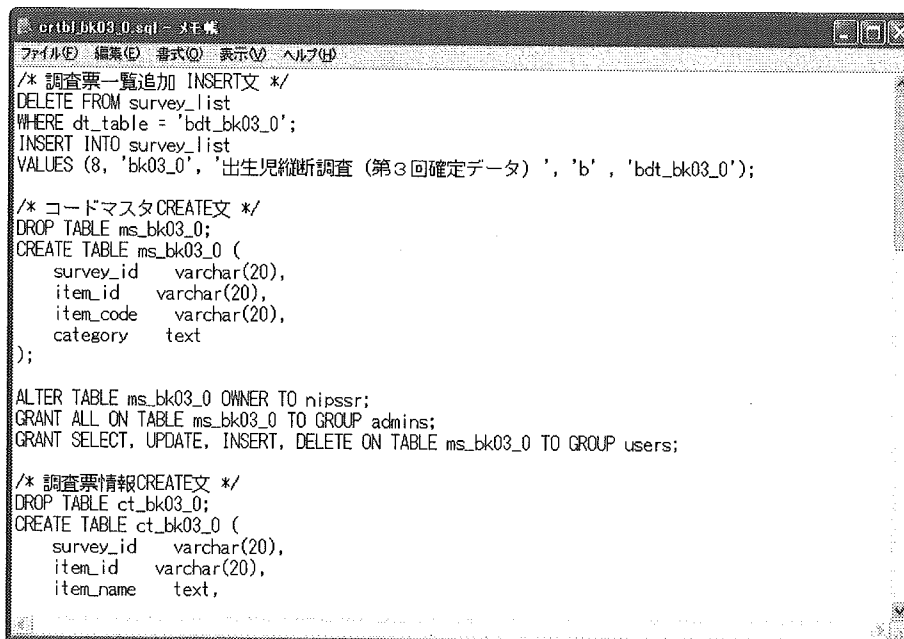 crtbl_bk03_0.sql - メモ帳
ファイル(F) 編集(E) 書式(O) 表示(V) ヘルプ(H)
/* 調査票一覧追加 INSERT文 */
DELETE FROM survey_list
WHERE dt_table = 'bdt_bk03_0';
INSERT INTO survey_list
VALUES (8, 'bk03_0', '出生児縦断調査（第３回確定データ）', 'b' , 'bdt_bk03_0');
/* コードマスタCREATE文 */
DROP TABLE ms_bk03_0;
CREATE TABLE ms_bk03_0 (
survey_id varchar(20),
item_id varchar(20),
item_code varchar(20),
category text
);
ALTER TABLE ms_bk03_0 OWNER TO nipssr;
GRANT ALL ON TABLE ms_bk03_0 TO GROUP admins;
GRANT SELECT, UPDATE, INSERT, DELETE ON TABLE ms_bk03_0 TO GROUP users;
/* 調査票情報CREATE文 */
DROP TABLE ct_bk03_0;
CREATE TABLE ct_bk03_0 (
survey_id varchar(20),
item_id varchar(20),
item_name text,